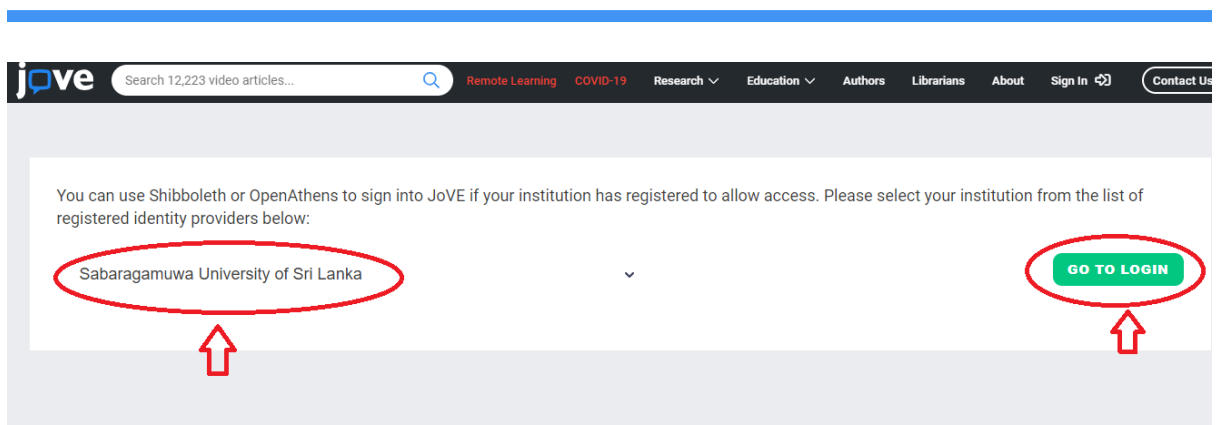 jove Search 12,223 video articles... Remote Learning COVID-19 Research Education Authors Librarians About Sign In Contact Us
You can use Shibboleth or OpenAthens to sign into JoVE if your institution has registered to allow access. Please select your institution from the list of
registered identity providers below:
Sabaragamuwa University of Sri Lanka GO TO LOGIN